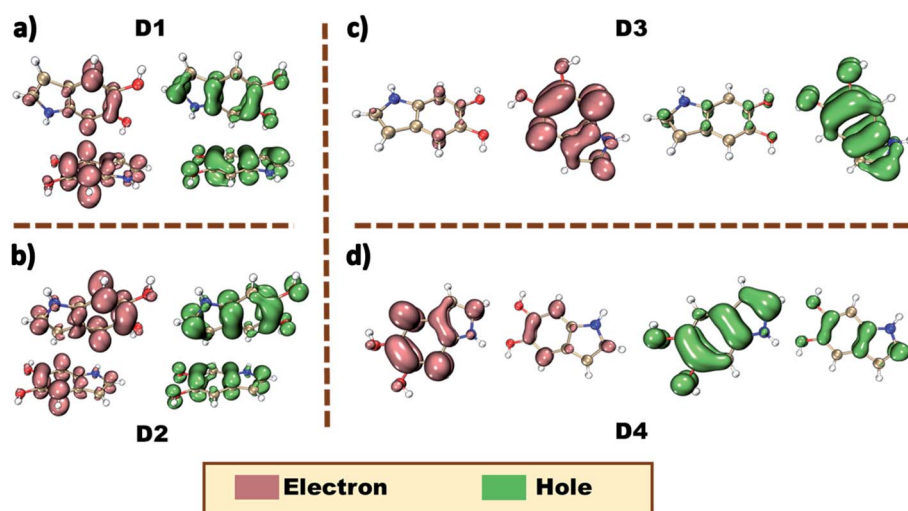 a)
D1
c)
D3
b)
D2
d)
D4
Electron
Hole